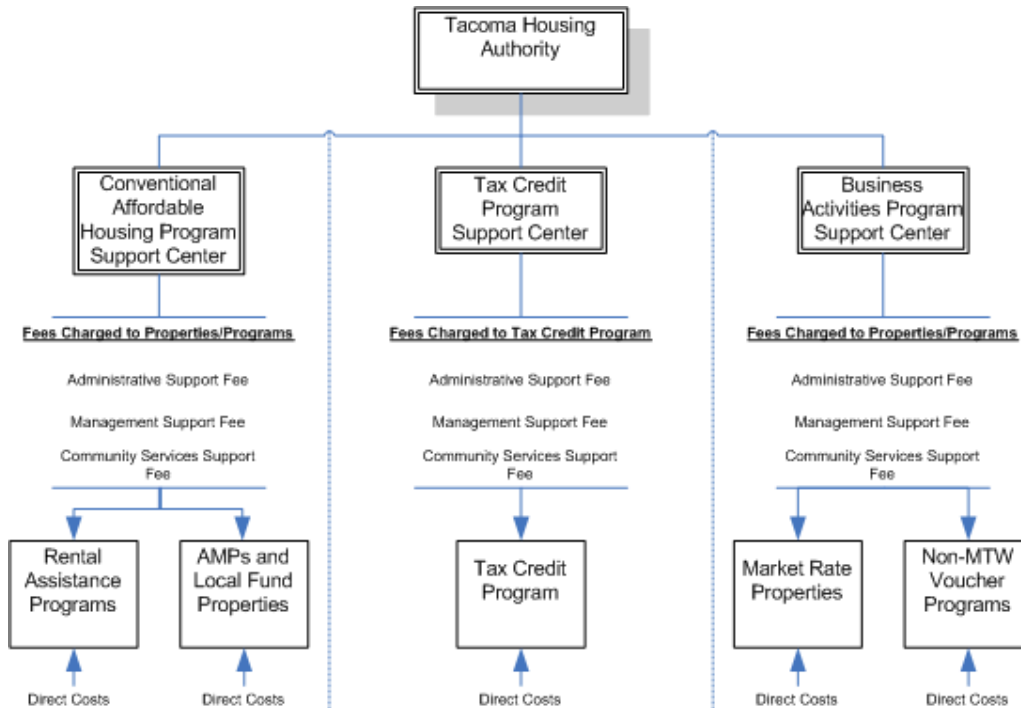 Tacoma Housing
Authority
Conventional
Affordable
Housing Program
Support Center
Tax Credit
Program
Support Center
Business
Activities Program
Support Center
Fees Charged to Properties/Programs
Fees Charged to Tax Credit Program
Fees Charged to Properties/Programs
Administrative Support Fee
Administrative Support Fee
Administrative Support Fee
Management Support Fee
Management Support Fee
Management Support Fee
Community Services Support
Fee
Community Services Support
Fee
Community Services Support
Fee
Rental
Assistance
Programs
AMPs and
Local Fund
Properties
Tax Credit
Program
Market Rate
Properties
Non-MTW
Voucher
Programs
Direct Costs
Direct Costs
Direct Costs
Direct Costs
Direct Costs